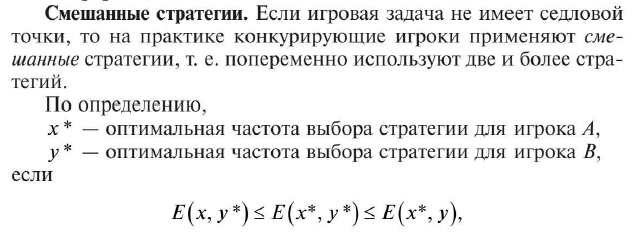 Смешанные стратегии. Если игровая задача не имеет седловой
точки, то на практике конкурирующие игроки применяют сме-
шанные стратегии, т. е. попеременно используют две и более стра-
тегий.
По определению,
x* — оптимальная частота выбора стратегии для игрока A,
y* — оптимальная частота выбора стратегии для игрока B,
если
E(x, y*) ≤ E(x*, y*) ≤ E(x*, y),